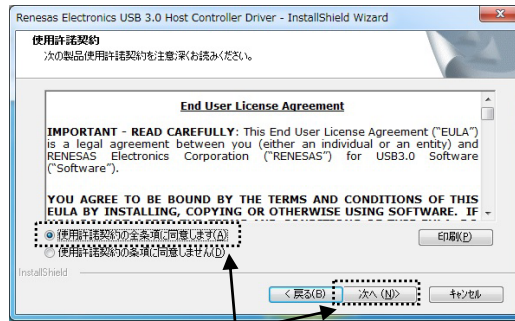 Renesas Electronics USB 3.0 Host Controller Driver - InstallShield Wizard
使用許諾契約
次の製品使用許諾契約を注意深くお読みください。
End User License Agreement
IMPORTANT - READ CAREFULLY: This End User License Agreement ("EULA")
is a legal agreement between you (either an individual or an entity) and
RENESAS Electronics Corporation ("RENESAS") for USB3.0 Software
("Software").
YOU AGREE TO BE BOUND BY THE TERMS AND CONDITIONS OF THIS
EULA BY INSTALLING, COPYING OR OTHERWISE USING SOFTWARE. IF
使用許諾契約の全条項に同意します(A)
印刷(P)
使用許諾契約の条項に同意しません(D)
InstallShield
< 戻る(B)
次へ (N)>
キャンセル